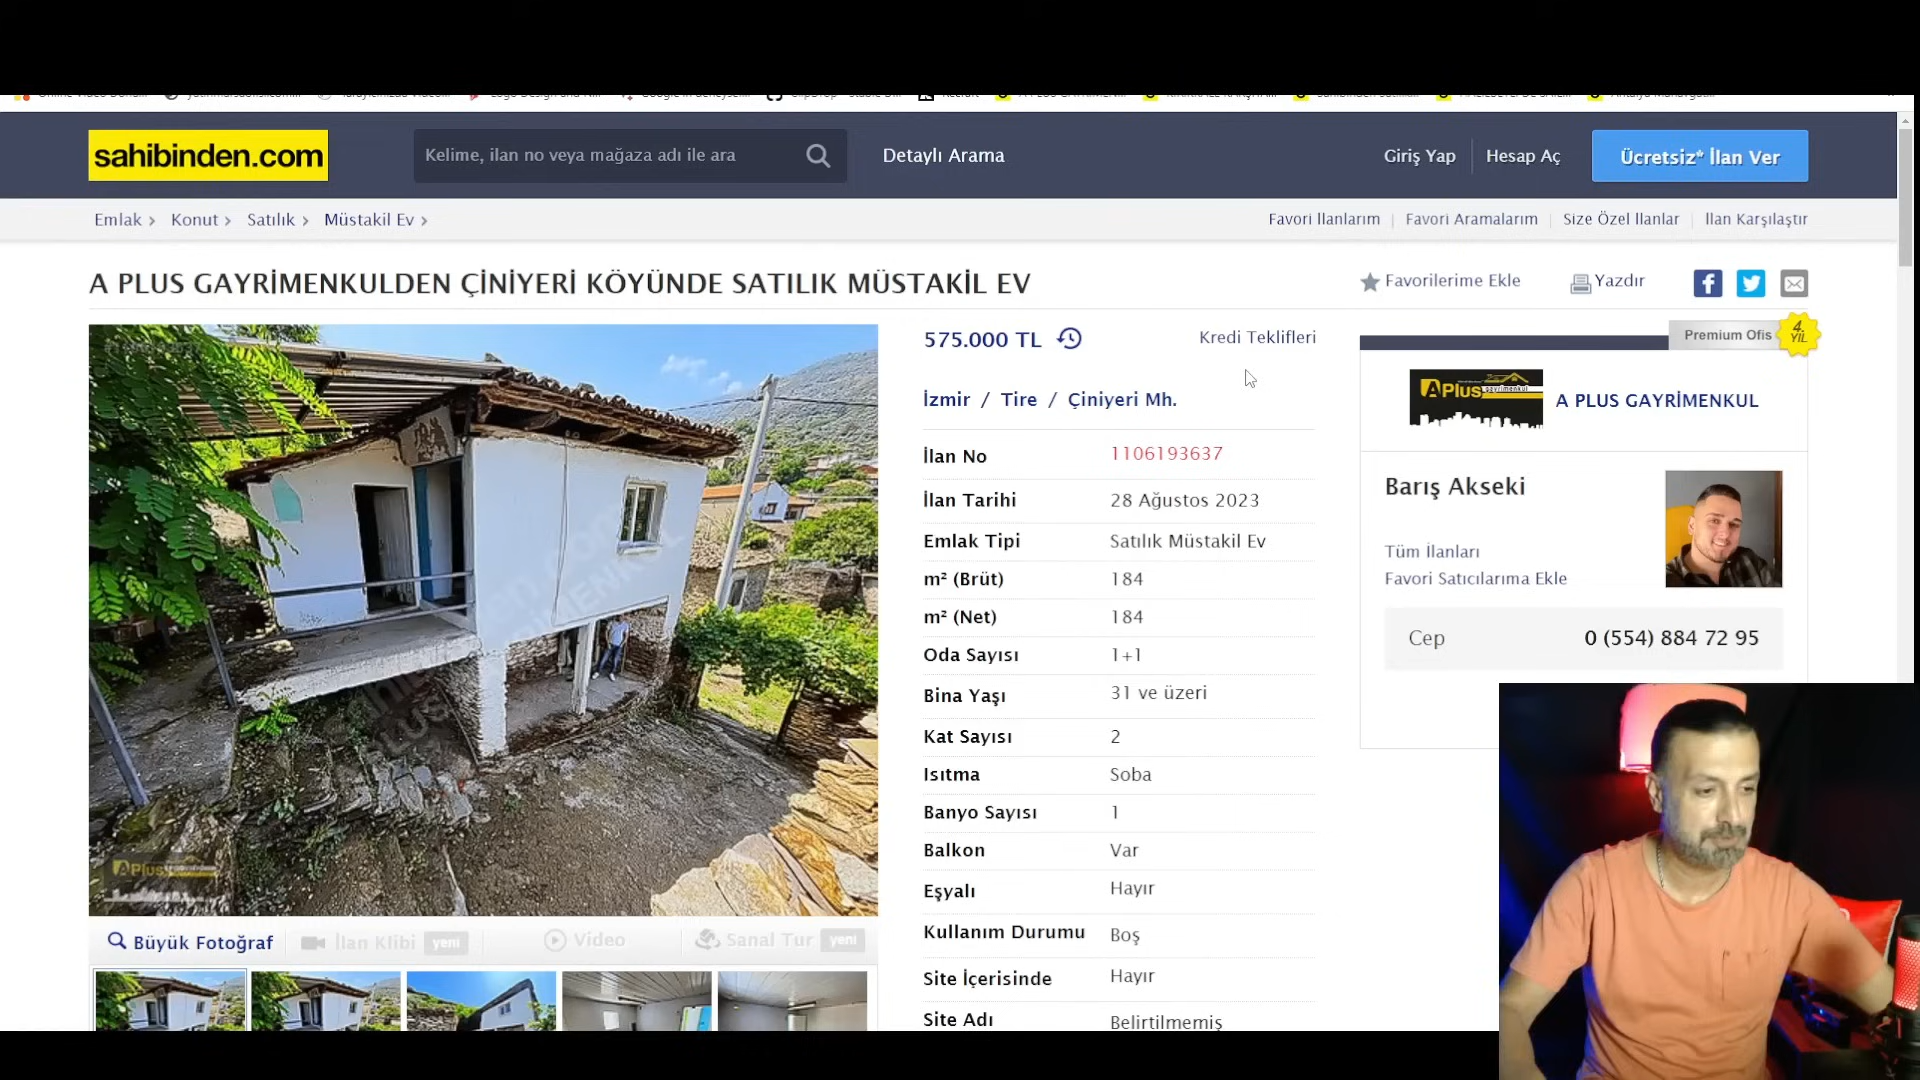 sahibinden.com
Kelime, ilan no veya mağaza adı ile ara
Detaylı Arama
Giriş Yap
Hesap Aç
Ücretsiz* İlan Ver
Emlak > Konut > Satılık > Müstakil Ev >
Favori İlanlarım | Favori Aramalarım | Size Özel İlanlar | İlan Karşılaştır
A PLUS GAYRİMENKULDEN ÇİNİYERİ KÖYÜNDE SATILIK MÜSTAKİL EV
Favorilerime Ekle
Yazdır
575.000 TL
Kredi Teklifleri
İzmir / Tire / Çiniyeri Mh.
İlan No 1106193637
İlan Tarihi 28 Ağustos 2023
Emlak Tipi Satılık Müstakil Ev
m² (Brüt) 184
m² (Net) 184
Oda Sayısı 1+1
Bina Yaşı 31 ve üzeri
Kat Sayısı 2
Isıtma Soba
Banyo Sayısı 1
Balkon Var
Eşyalı Hayır
Kullanım Durumu Boş
Site İçerisinde Hayır
Site Adı Belirtilmemiş
Premium Ofis
4. YIL
APlus gayrimenkul
A PLUS GAYRİMENKUL
Barış Akseki
Tüm İlanları
Favori Satıcılarıma Ekle
Cep 0 (554) 884 72 95
APlus
Büyük Fotoğraf
İlan Klibi yeni
Video
Sanal Tur yeni